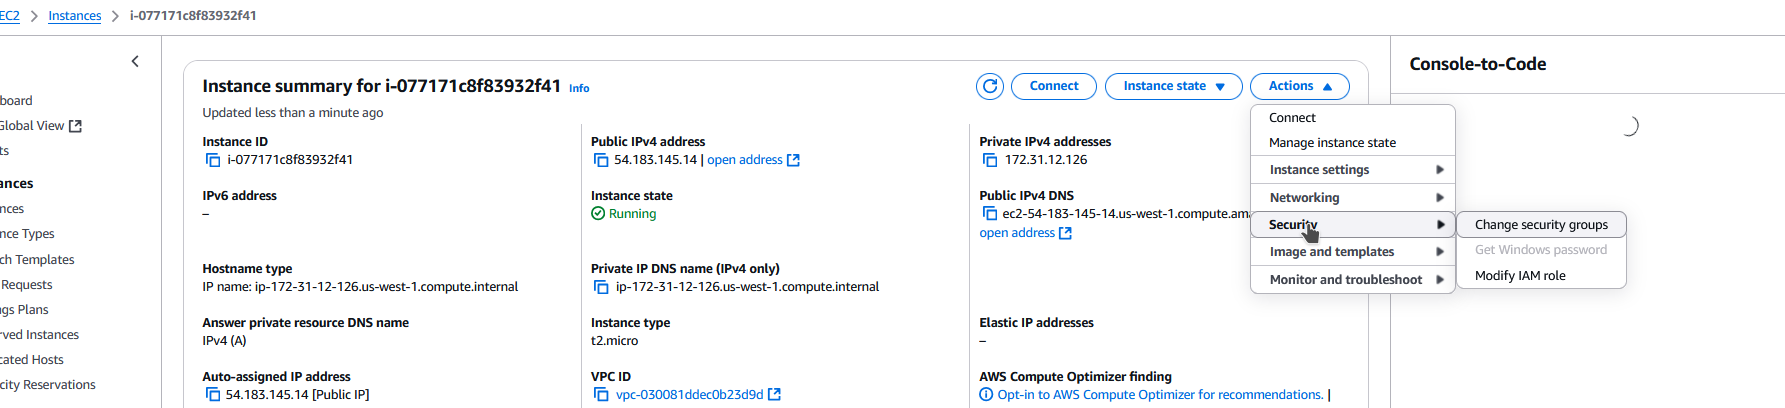 EC2 > Instances > i-077171c8f83932f41
board
Global View
ts
ances
nces
nce Types
ch Templates
Requests
ngs Plans
rved Instances
cated Hosts
city Reservations
Instance summary for i-077171c8f83932f41 Info
Updated less than a minute ago
Connect
Instance state
Actions
Instance ID
i-077171c8f83932f41
Public IPv4 address
54.183.145.14 | open address
Private IPv4 addresses
172.31.12.126
IPv6 address
–
Instance state
Running
Public IPv4 DNS
ec2-54-183-145-14.us-west-1.compute.ama
open address
Hostname type
IP name: ip-172-31-12-126.us-west-1.compute.internal
Private IP DNS name (IPv4 only)
ip-172-31-12-126.us-west-1.compute.internal
Answer private resource DNS name
IPv4 (A)
Instance type
t2.micro
Elastic IP addresses
–
Auto-assigned IP address
54.183.145.14 [Public IP]
VPC ID
vpc-030081ddec0b23d9d
AWS Compute Optimizer finding
Opt-in to AWS Compute Optimizer for recommendations. |
Connect
Manage instance state
Instance settings
Networking
Security
Image and templates
Monitor and troubleshoot
Change security groups
Get Windows password
Modify IAM role
Console-to-Code